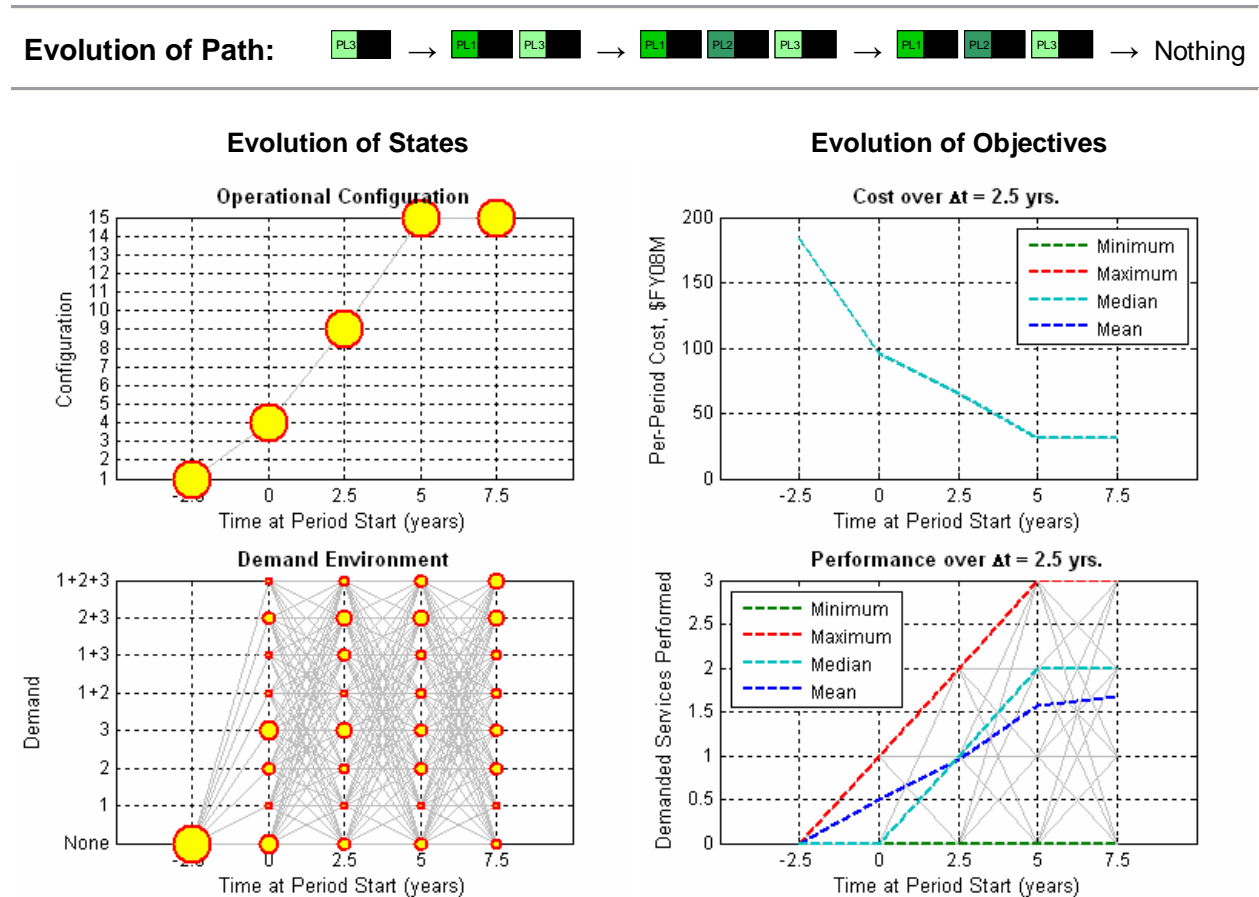 Evolution of Path: PL3 → PL1 PL3 → PL1 PL2 PL3 → PL1 PL2 PL3 → Nothing
Evolution of States
Evolution of Objectives
Operational Configuration
15
14
13
12
11
10
9
8
7
6
5
4
3
2
1
Configuration
-2.5 0 2.5 5 7.5
Time at Period Start (years)
Cost over Δt = 2.5 yrs.
200
150
100
50
0
Per-Period Cost, $FY08M
Minimum
Maximum
Median
Mean
-2.5 0 2.5 5 7.5
Time at Period Start (years)
Demand Environment
1+2+3
2+3
1+3
1+2
3
2
1
None
Demand
-2.5 0 2.5 5 7.5
Time at Period Start (years)
Performance over Δt = 2.5 yrs.
3
2.5
2
1.5
1
0.5
0
Demanded Services Performed
Minimum
Maximum
Median
Mean
-2.5 0 2.5 5 7.5
Time at Period Start (years)